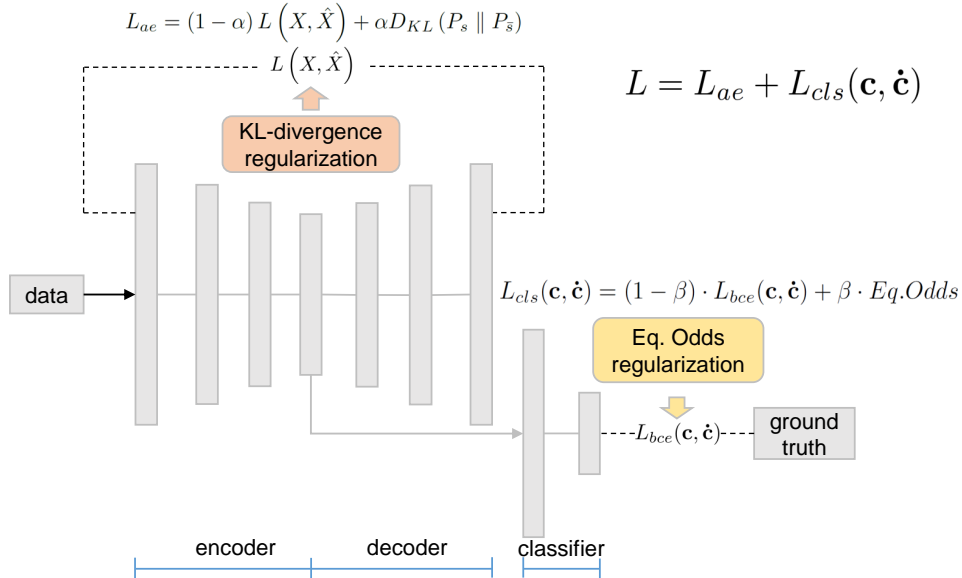 L_{ae} = (1 − α) L (X, X̂) + αD_{KL} (P_s ∥ P_{s̄})
L (X, X̂)
L = L_{ae} + L_{cls}(𝐜, 𝐜̇)
KL-divergence
regularization
data
L_{cls}(𝐜, 𝐜̇) = (1 − β) · L_{bce}(𝐜, 𝐜̇) + β · Eq.Odds
Eq. Odds
regularization
L_{bce}(𝐜, 𝐜̇)
ground
truth
encoder
decoder
classifier